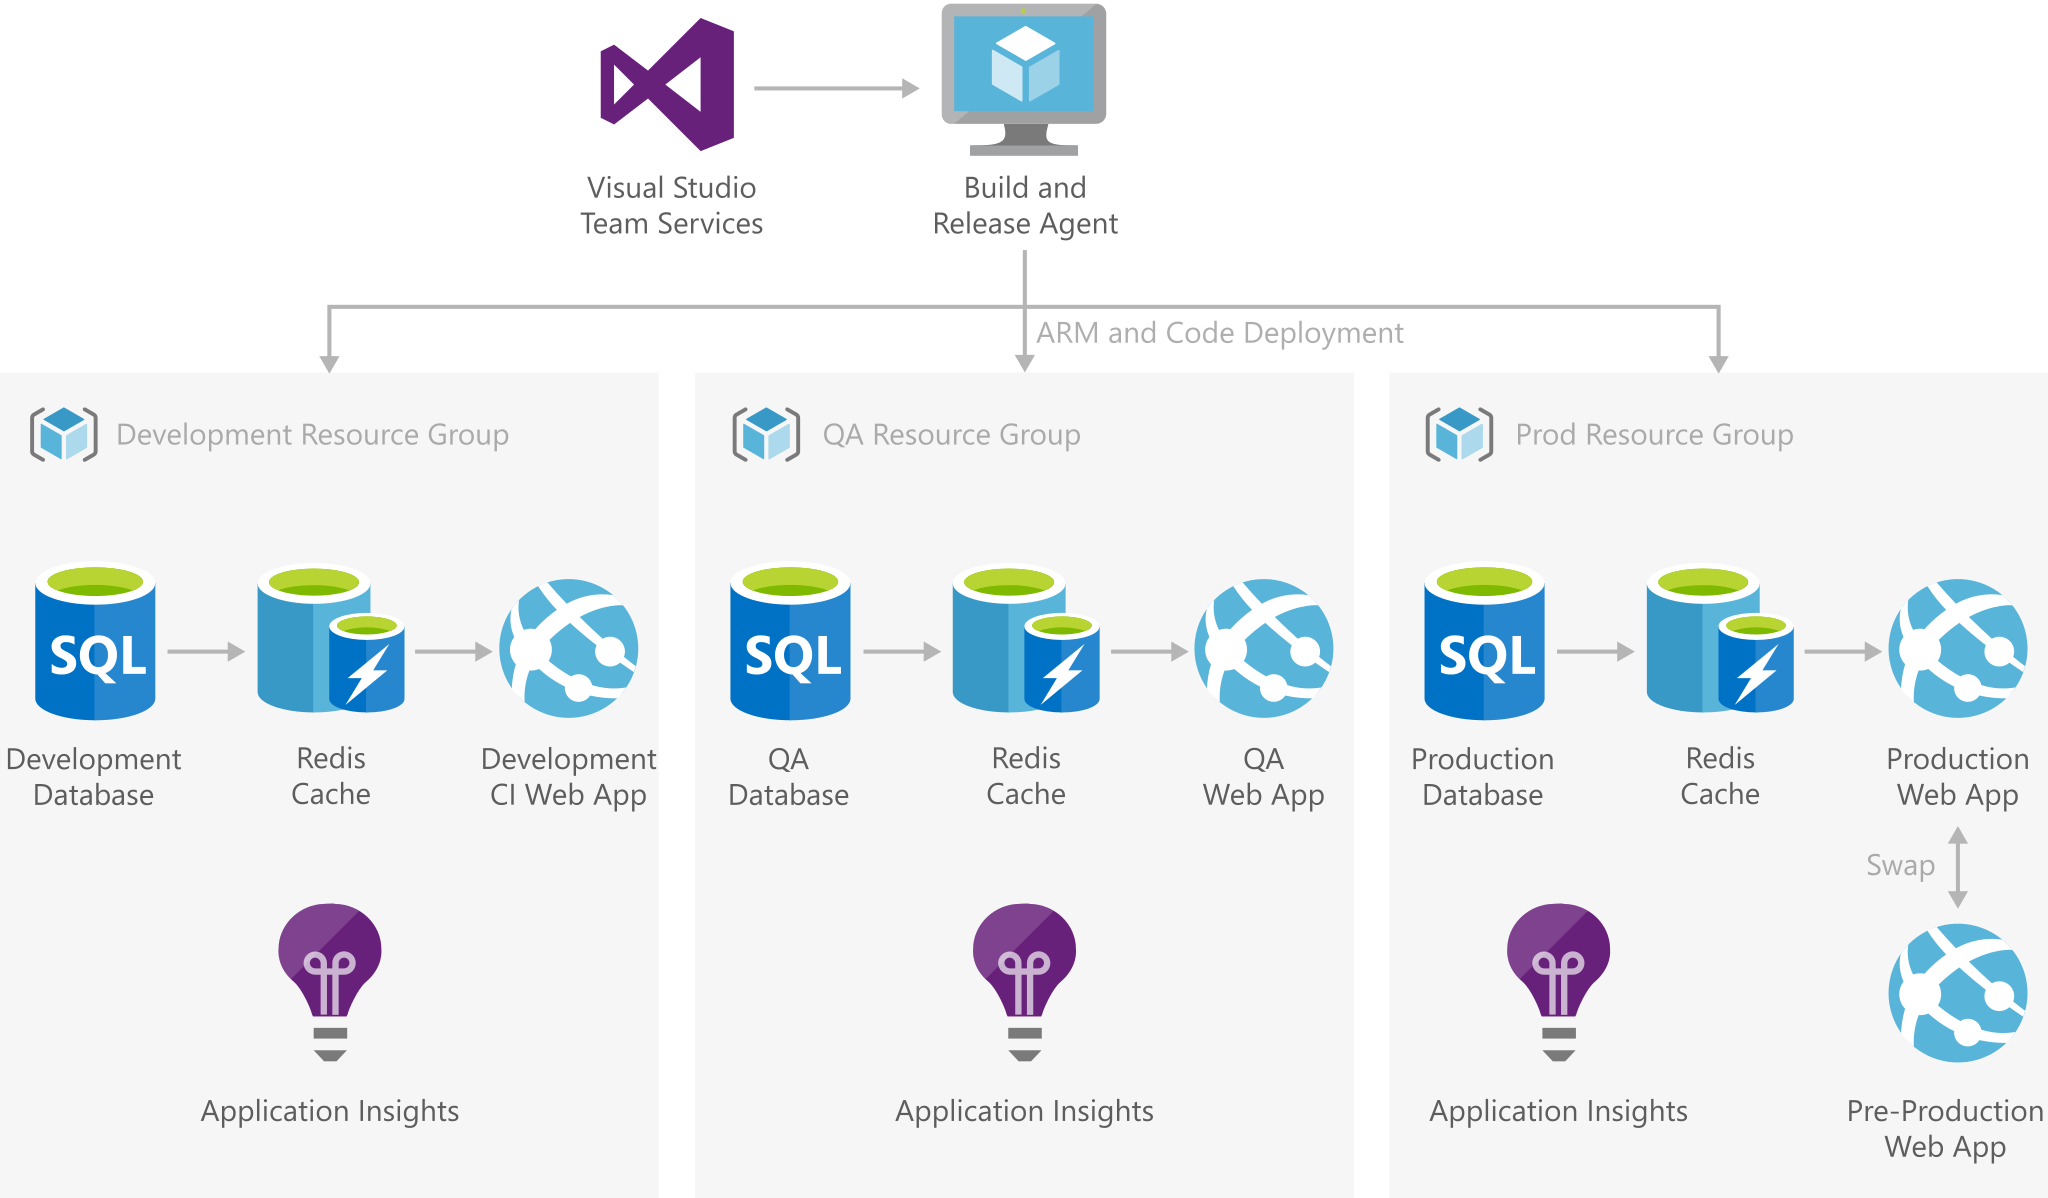 Visual Studio
Team Services
Build and
Release Agent
ARM and Code Deployment
Development Resource Group
SQL
Development
Database
Redis
Cache
Development
CI Web App
Application Insights
QA Resource Group
SQL
QA
Database
Redis
Cache
QA
Web App
Application Insights
Prod Resource Group
SQL
Production
Database
Redis
Cache
Production
Web App
Swap
Application Insights
Pre-Production
Web App